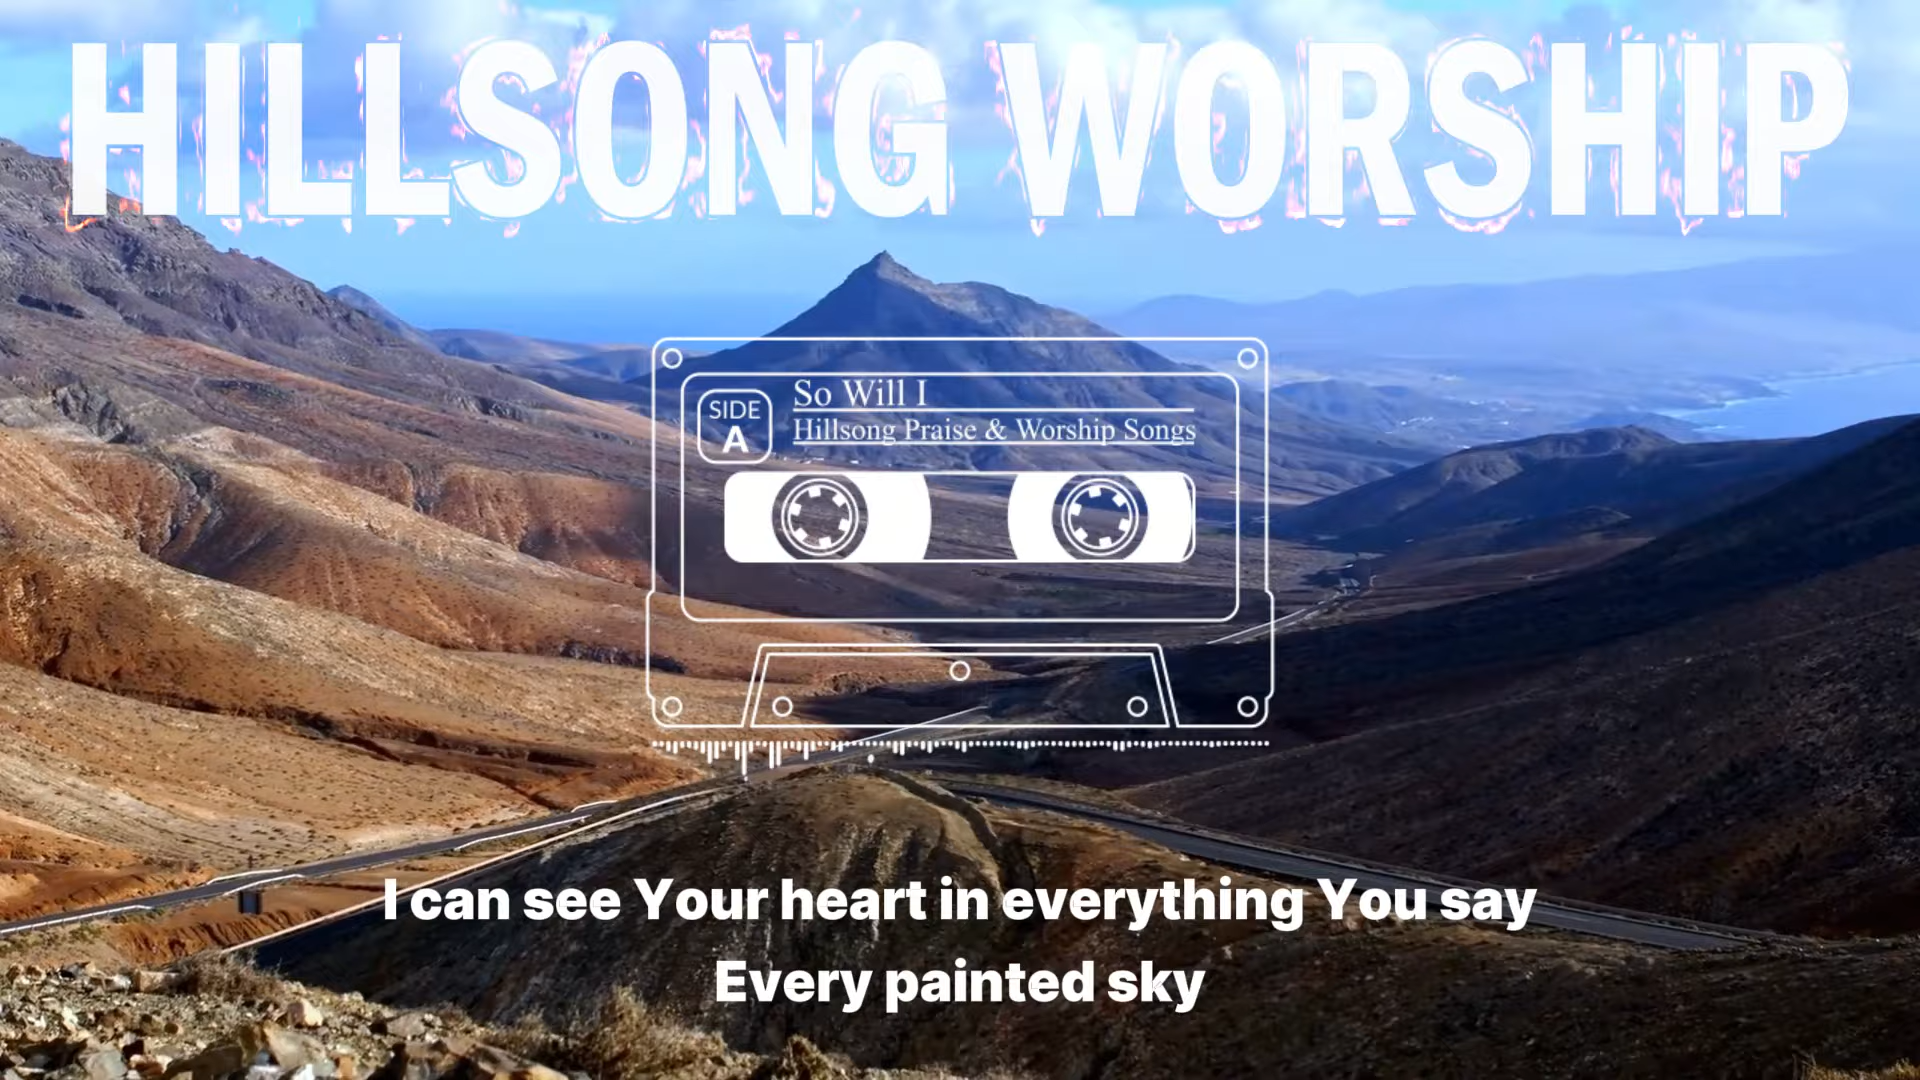 HILLSONG WORSHIP
SIDE
A
So Will I
Hillsong Praise & Worship Songs
I can see Your heart in everything You say
Every painted sky